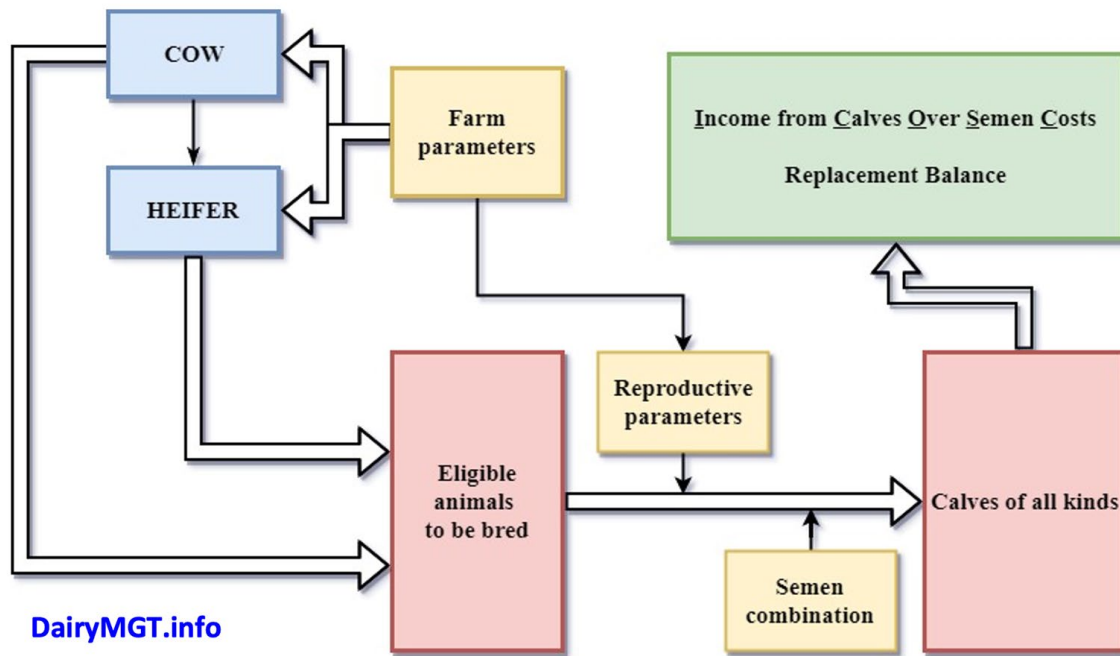 COW
Farm
parameters
Income from Calves Over Semen Costs
Replacement Balance
HEIFER
Reproductive
parameters
Eligible
animals
to be bred
Calves of all kinds
Semen
combination
DairyMGT.info